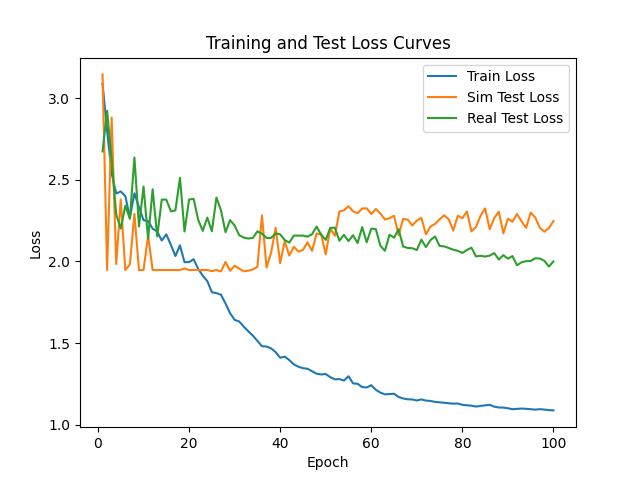 Training and Test Loss Curves
Train Loss
Sim Test Loss
Real Test Loss
Loss
3.0
2.5
2.0
1.5
1.0
0 20 40 60 80 100
Epoch